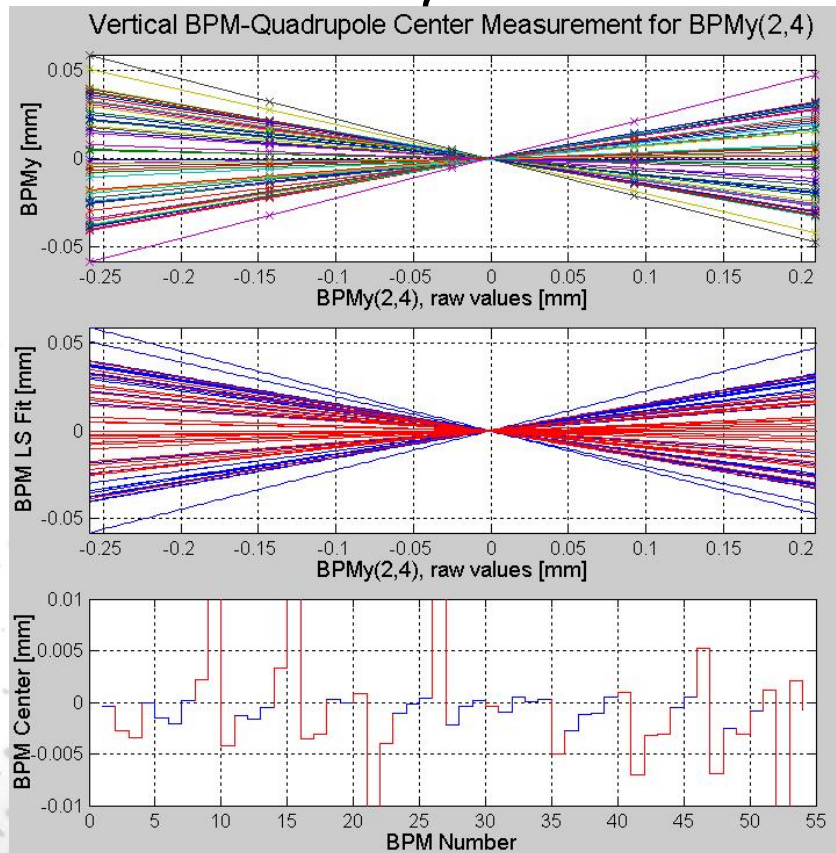 Vertical BPM-Quadrupole Center Measurement for BPMy(2,4)
BPMy [mm]
0.05
0
-0.05
-0.25 -0.2 -0.15 -0.1 -0.05 0 0.05 0.1 0.15 0.2
BPMy(2,4), raw values [mm]
BPM LS Fit [mm]
0.05
0
-0.05
-0.25 -0.2 -0.15 -0.1 -0.05 0 0.05 0.1 0.15 0.2
BPMy(2,4), raw values [mm]
BPM Center [mm]
0.01
0.005
0
-0.005
-0.01
0 5 10 15 20 25 30 35 40 45 50 55
BPM Number